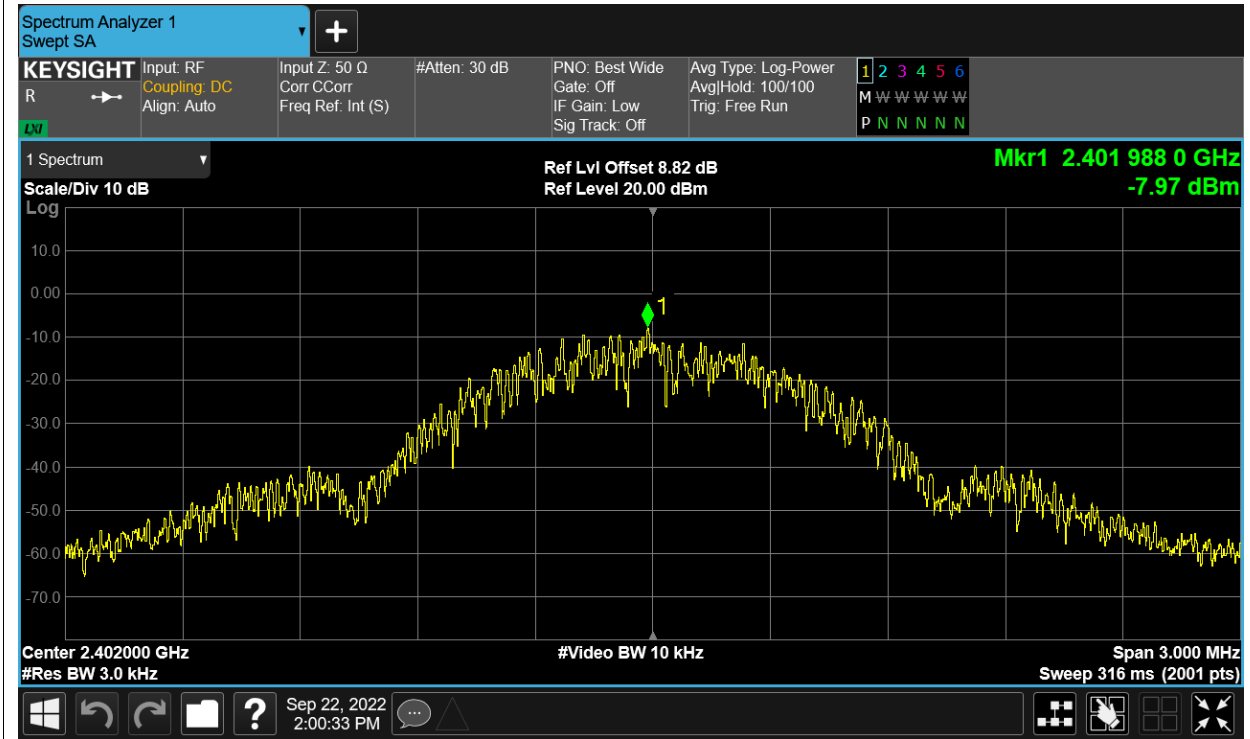 Spectrum Analyzer 1
Swept SA
KEYSIGHT
R
LXI
Input: RF
Coupling: DC
Align: Auto
Input Z: 50 Ω
Corr CCorr
Freq Ref: Int (S)
#Atten: 30 dB
PNO: Best Wide
Gate: Off
IF Gain: Low
Sig Track: Off
Avg Type: Log-Power
Avg|Hold: 100/100
Trig: Free Run
1 2 3 4 5 6
M W W W W W
P N N N N N
1 Spectrum
Scale/Div 10 dB
Log
Ref Lvl Offset 8.82 dB
Ref Level 20.00 dBm
Mkr1 2.401 988 0 GHz
-7.97 dBm
10.0
0.00
-10.0
-20.0
-30.0
-40.0
-50.0
-60.0
-70.0
1
Center 2.402000 GHz
#Res BW 3.0 kHz
#Video BW 10 kHz
Span 3.000 MHz
Sweep 316 ms (2001 pts)
?
Sep 22, 2022
2:00:33 PM